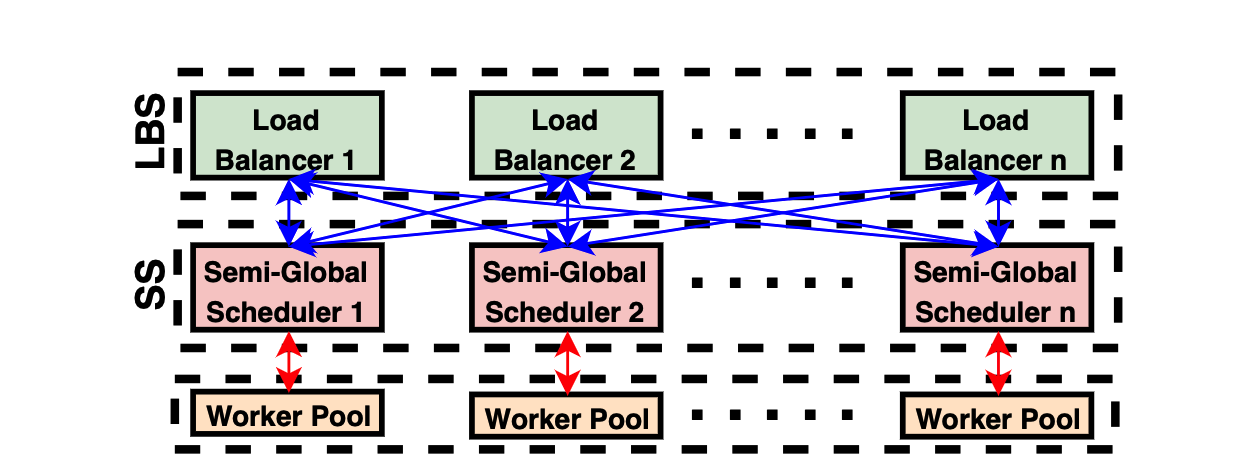 LBS
Load
Balancer 1
Load
Balancer 2
Load
Balancer n
SS
Semi-Global
Scheduler 1
Semi-Global
Scheduler 2
Semi-Global
Scheduler n
Worker Pool
Worker Pool
Worker Pool